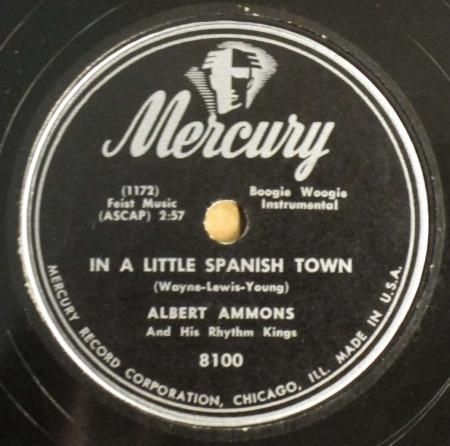 Mercury
(1172)
Feist Music
(ASCAP) 2:57
Boogie Woogie
Instrumental
IN A LITTLE SPANISH TOWN
(Wayne-Lewis-Young)
ALBERT AMMONS
And His Rhythm Kings
8100
MERCURY RECORD CORPORATION, CHICAGO, ILL. MADE IN U.S.A.